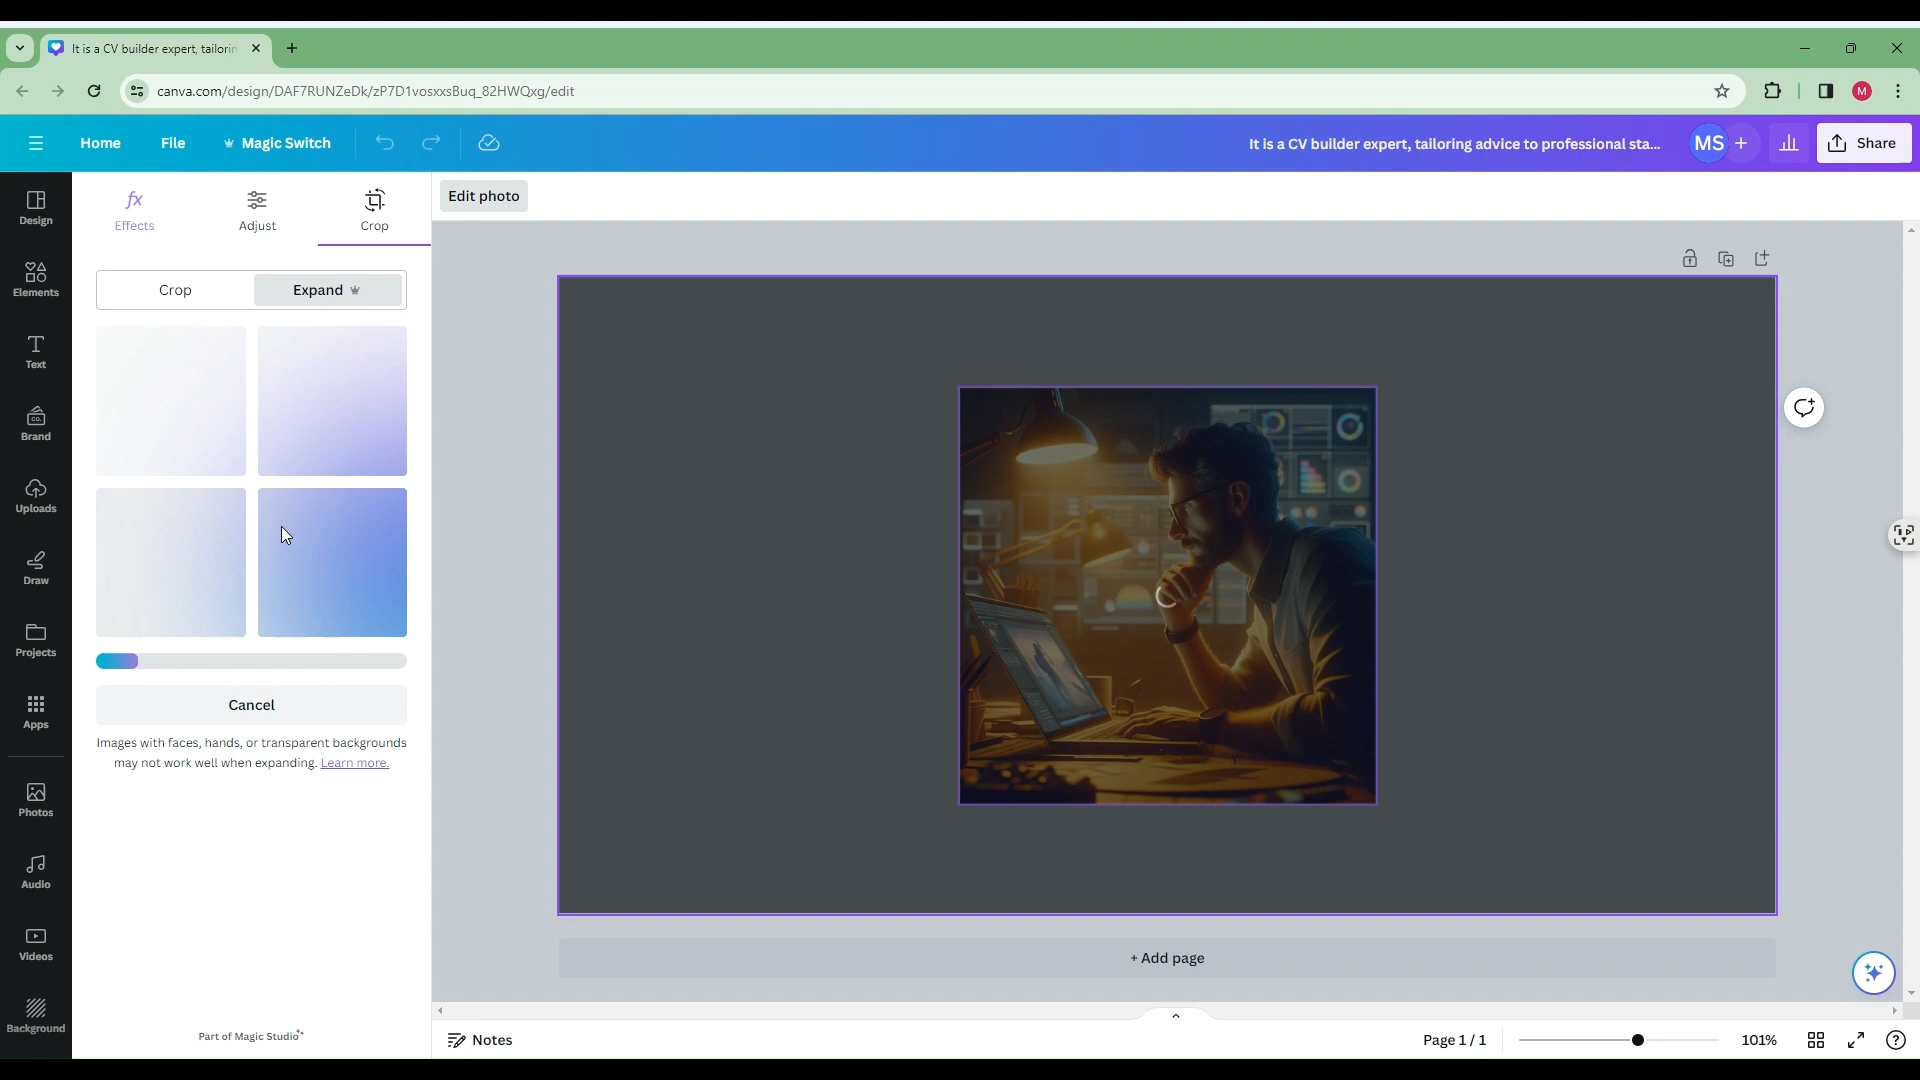 It is a CV builder expert, tailorin
canva.com/design/DAF7RUNZeDk/zP7D1vosxxsBuq_82HWQxg/edit
M
Home
File
Magic Switch
It is a CV builder expert, tailoring advice to professional sta...
MS
Share
Design
Elements
Text
Brand
Uploads
Draw
Projects
Apps
Photos
Audio
Videos
Background
fx
Effects
Adjust
Crop
Crop
Expand
Cancel
Images with faces, hands, or transparent backgrounds
may not work well when expanding. Learn more.
Part of Magic Studio
Edit photo
+ Add page
Notes
Page 1 / 1
101%